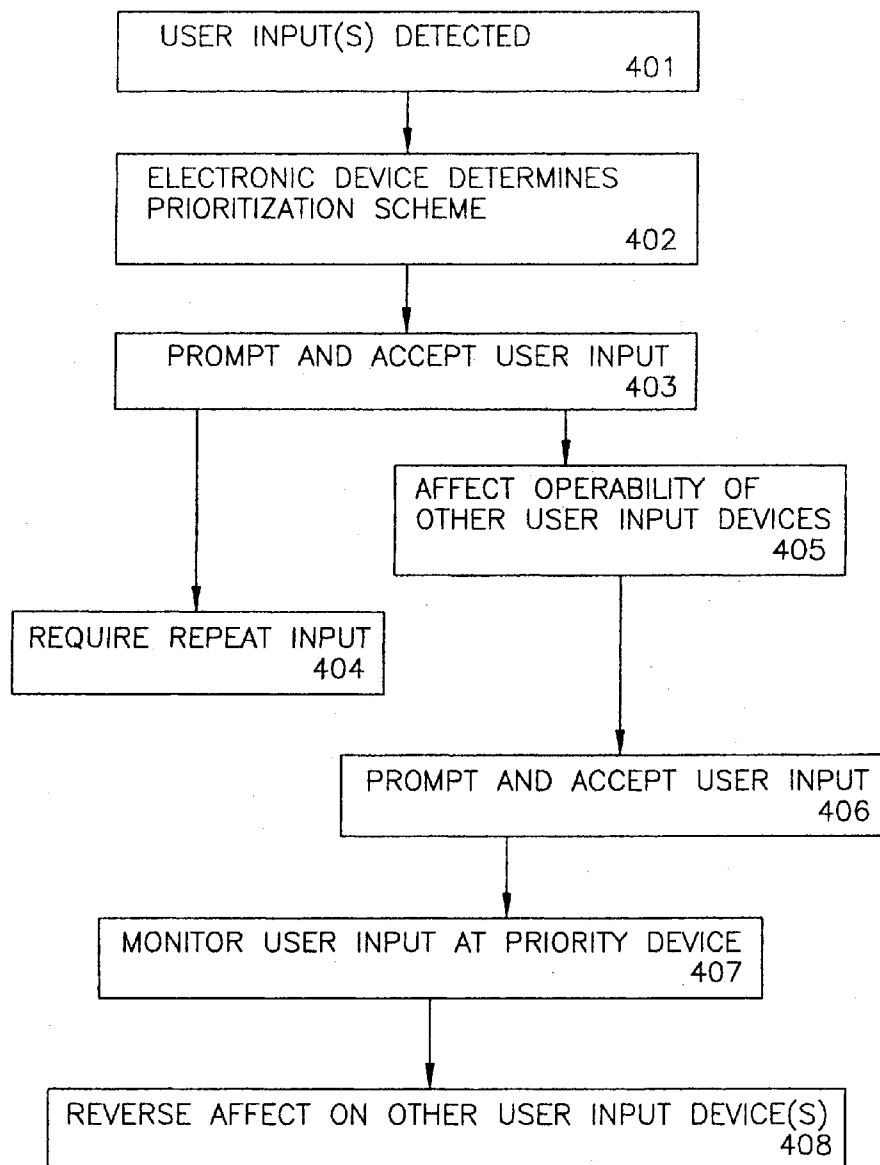 USER INPUT(S) DETECTED
401
ELECTRONIC DEVICE DETERMINES
PRIORITIZATION SCHEME
402
PROMPT AND ACCEPT USER INPUT
403
AFFECT OPERABILITY OF
OTHER USER INPUT DEVICES
405
REQUIRE REPEAT INPUT
404
PROMPT AND ACCEPT USER INPUT
406
MONITOR USER INPUT AT PRIORITY DEVICE
407
REVERSE AFFECT ON OTHER USER INPUT DEVICE(S)
408